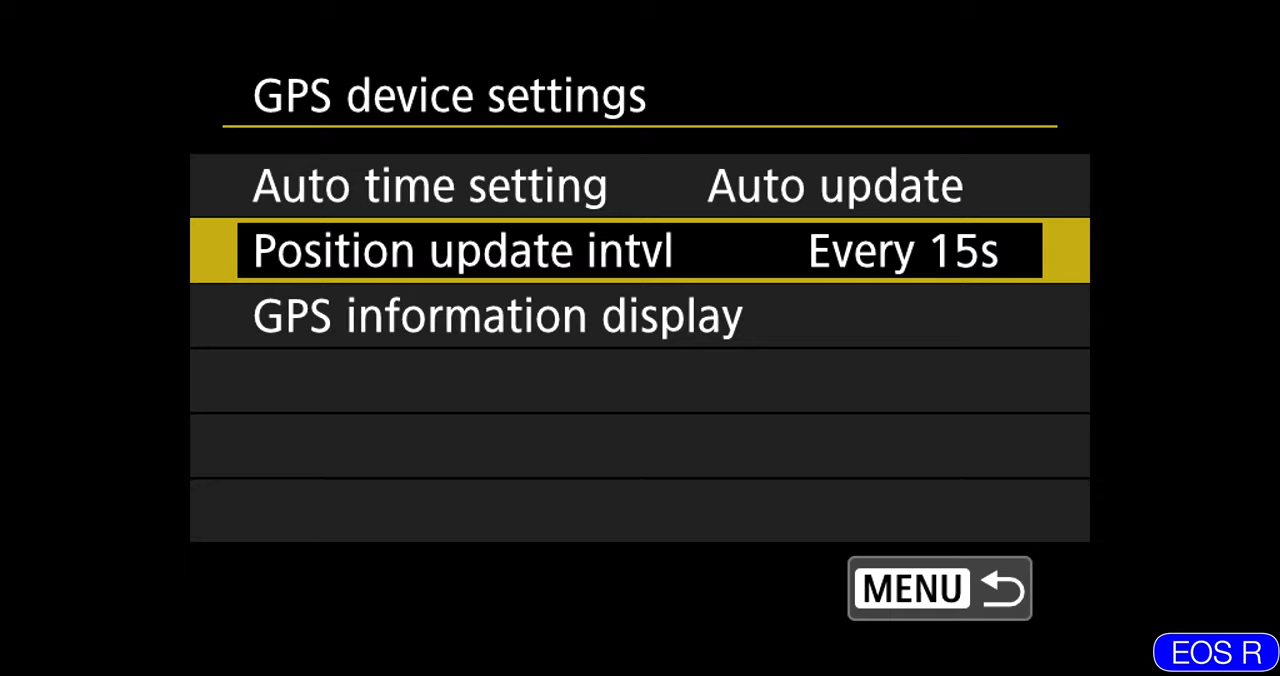 GPS device settings
Auto time setting Auto update
Position update intvl Every 15s
GPS information display
MENU
EOS R